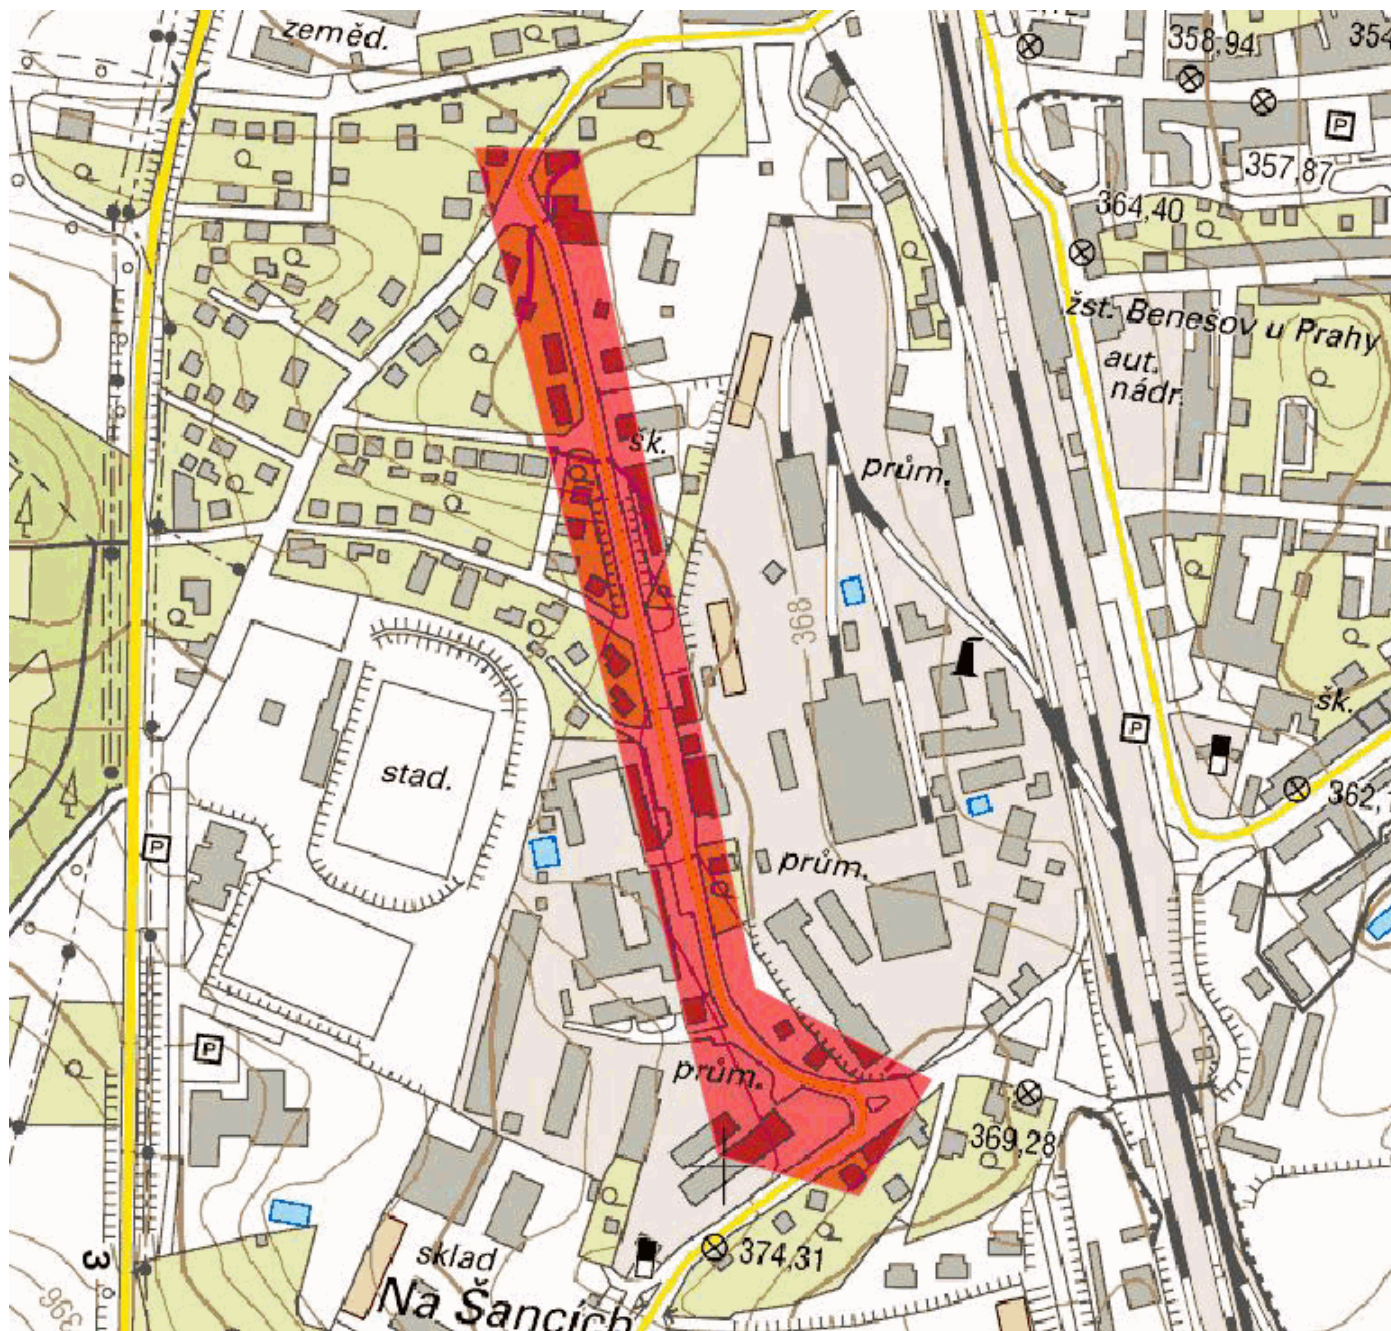 zeměd.
358,94
354
P
357,87
364,40
žst. Benešov u Prahy
aut.
nádr.
šk.
prům.
368
šk.
P
stad.
362,
P
prům.
P
prům.
369,28
374,31
3
sklad
396
Na Šancích